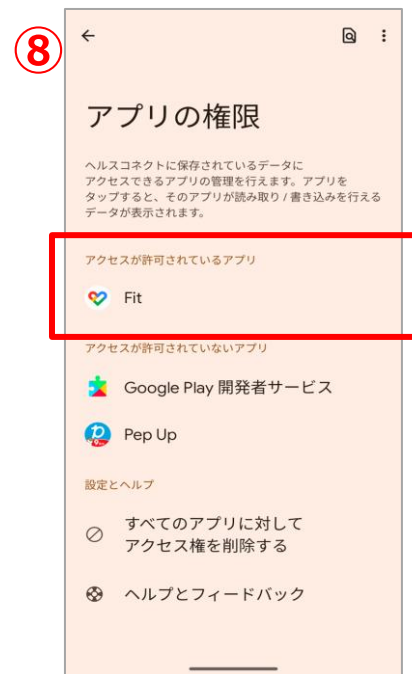 ⑧
アプリの権限
ヘルスコネクトに保存されているデータに
アクセスできるアプリの管理を行えます。アプリを
タップすると、そのアプリが読み取り / 書き込みを行える
データが表示されます。
アクセスが許可されているアプリ
Fit
アクセスが許可されていないアプリ
Google Play 開発者サービス
Pep Up
設定とヘルプ
すべてのアプリに対して
アクセス権を削除する
ヘルプとフィードバック